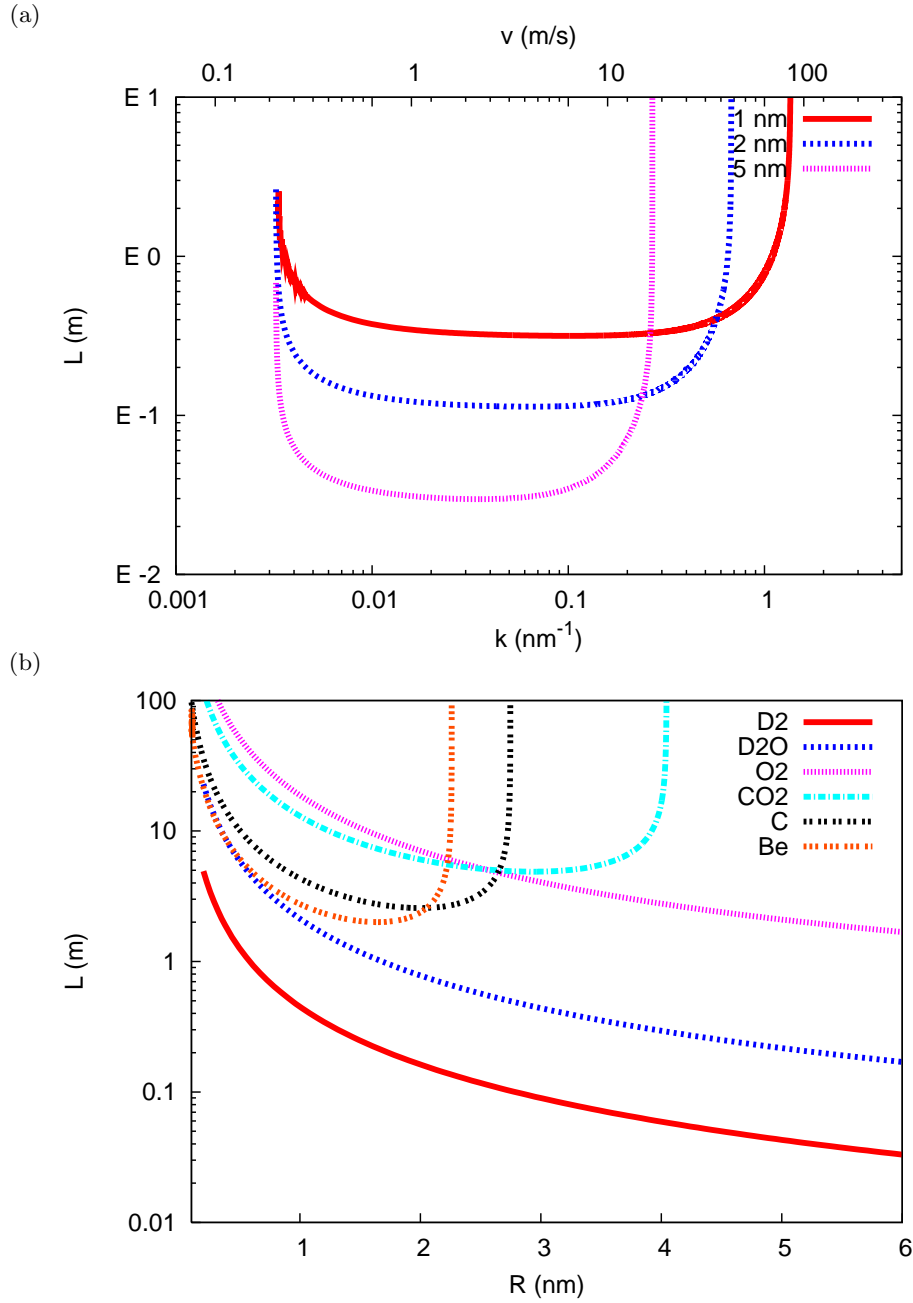 (a)
v (m/s)
0.1 1 10 100
E 1
E 0
E -1
E -2
L (m)
1 nm
2 nm
5 nm
0.001 0.01 0.1 1
k (nm⁻¹)
(b)
100
10
1
0.1
0.01
L (m)
D2
D2O
O2
CO2
C
Be
1 2 3 4 5 6
R (nm)